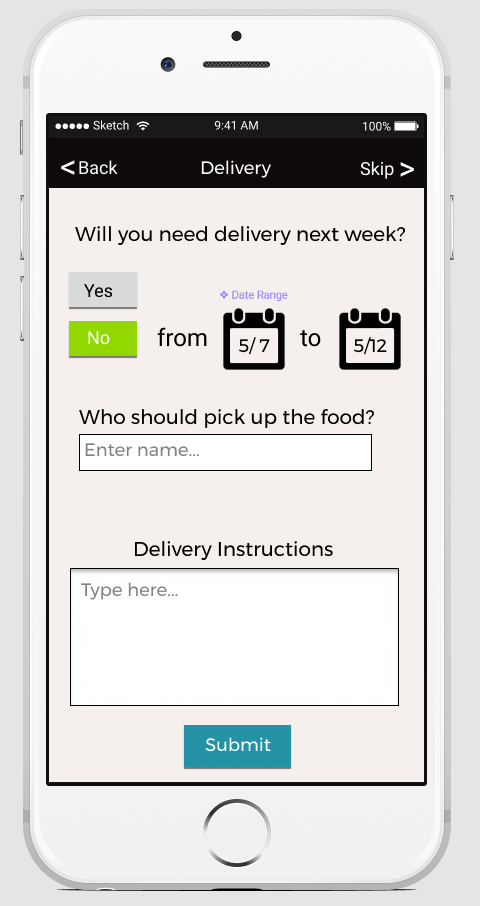 ●●●●● Sketch 9:41 AM 100%
< Back Delivery Skip >
Will you need delivery next week?
Yes
❖ Date Range
No from 5/ 7 to 5/12
Who should pick up the food?
Enter name...
Delivery Instructions
Type here...
Submit